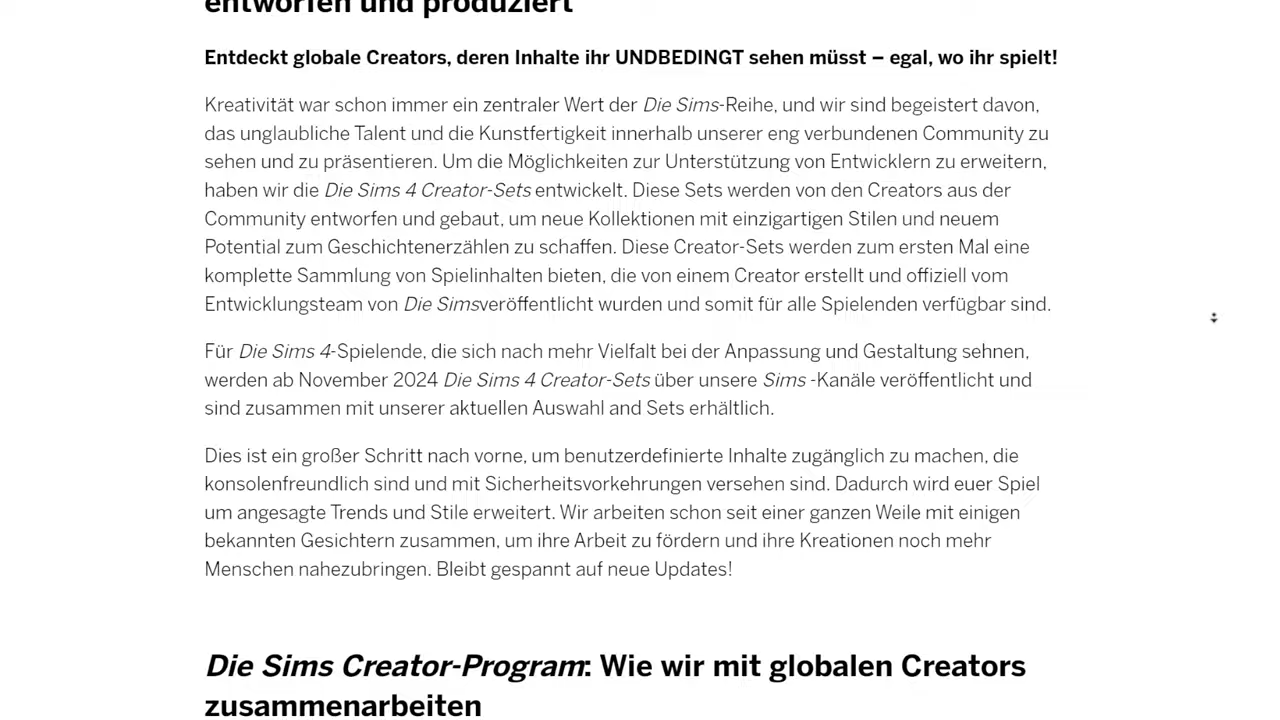 entworfen und produziert
Entdeckt globale Creators, deren Inhalte ihr UNDBEDINGT sehen müsst – egal, wo ihr spielt!
Kreativität war schon immer ein zentraler Wert der Die Sims-Reihe, und wir sind begeistert davon,
das unglaubliche Talent und die Kunstfertigkeit innerhalb unserer eng verbundenen Community zu
sehen und zu präsentieren. Um die Möglichkeiten zur Unterstützung von Entwicklern zu erweitern,
haben wir die Die Sims 4 Creator-Sets entwickelt. Diese Sets werden von den Creators aus der
Community entworfen und gebaut, um neue Kollektionen mit einzigartigen Stilen und neuem
Potential zum Geschichtenerzählen zu schaffen. Diese Creator-Sets werden zum ersten Mal eine
komplette Sammlung von Spielinhalten bieten, die von einem Creator erstellt und offiziell vom
Entwicklungsteam von Die Simsveröffentlicht wurden und somit für alle Spielenden verfügbar sind.
Für Die Sims 4-Spielende, die sich nach mehr Vielfalt bei der Anpassung und Gestaltung sehnen,
werden ab November 2024 Die Sims 4 Creator-Sets über unsere Sims -Kanäle veröffentlicht und
sind zusammen mit unserer aktuellen Auswahl and Sets erhältlich.
Dies ist ein großer Schritt nach vorne, um benutzerdefinierte Inhalte zugänglich zu machen, die
konsolenfreundlich sind und mit Sicherheitsvorkehrungen versehen sind. Dadurch wird euer Spiel
um angesagte Trends und Stile erweitert. Wir arbeiten schon seit einer ganzen Weile mit einigen
bekannten Gesichtern zusammen, um ihre Arbeit zu fördern und ihre Kreationen noch mehr
Menschen nahezubringen. Bleibt gespannt auf neue Updates!
Die Sims Creator-Program: Wie wir mit globalen Creators
zusammenarbeiten